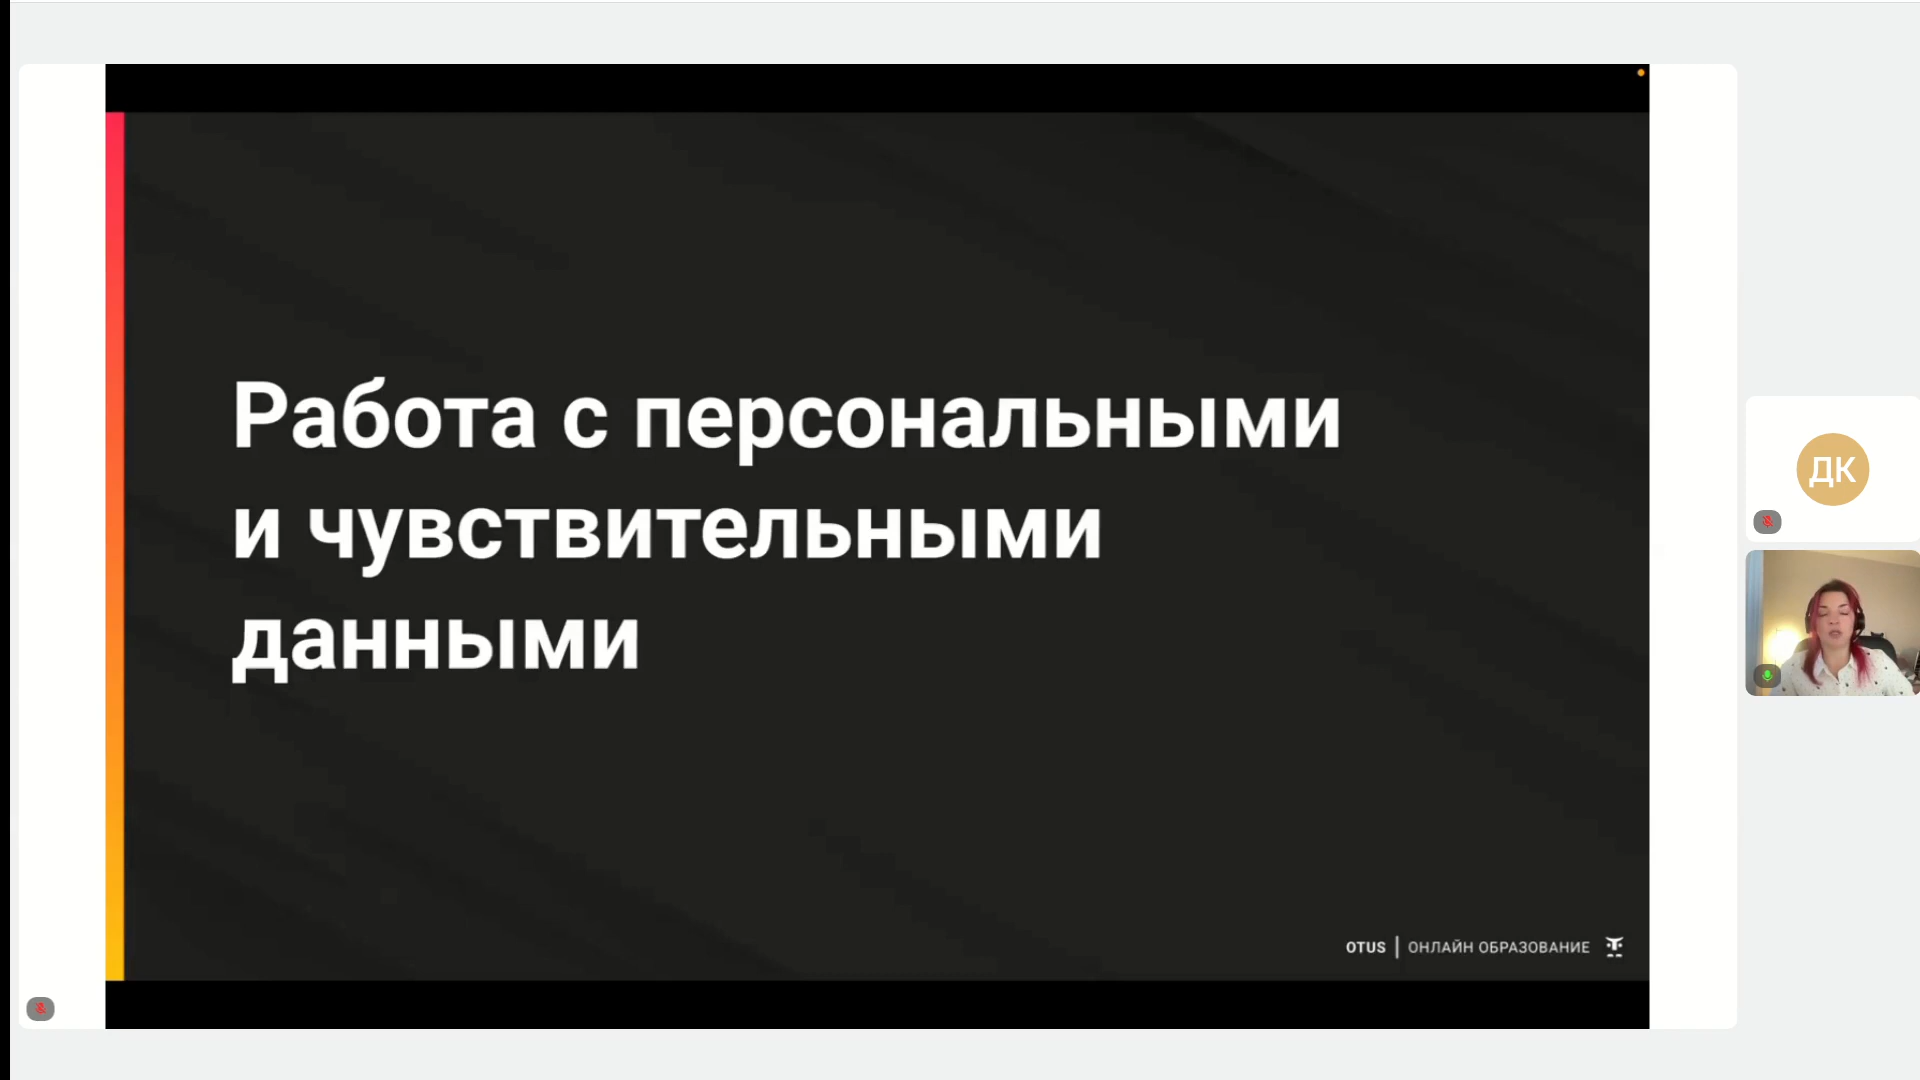 Работа с персональными
и чувствительными
данными
OTUS | ОНЛАЙН ОБРАЗОВАНИЕ
ДК